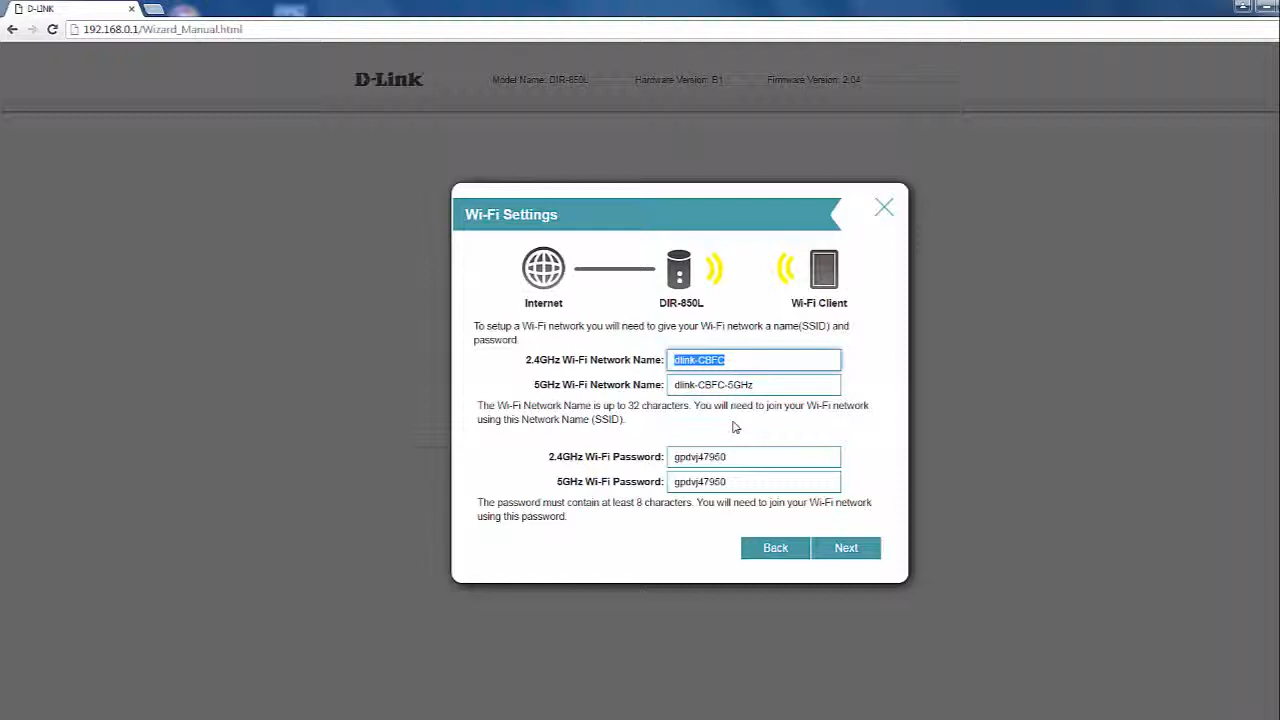 D-LINK
192.168.0.1/Wizard_Manual.html
D-Link
Model Name: DIR-850L Hardware Version: B1 Firmware Version: 2.04
Wi-Fi Settings
Internet DIR-850L Wi-Fi Client
To setup a Wi-Fi network you will need to give your Wi-Fi network a name(SSID) and
password.
2.4GHz Wi-Fi Network Name: dlink-CBFC
5GHz Wi-Fi Network Name: dlink-CBFC-5GHz
The Wi-Fi Network Name is up to 32 characters. You will need to join your Wi-Fi network
using this Network Name (SSID).
2.4GHz Wi-Fi Password: gpdvj47950
5GHz Wi-Fi Password: gpdvj47950
The password must contain at least 8 characters. You will need to join your Wi-Fi network
using this password.
Back Next